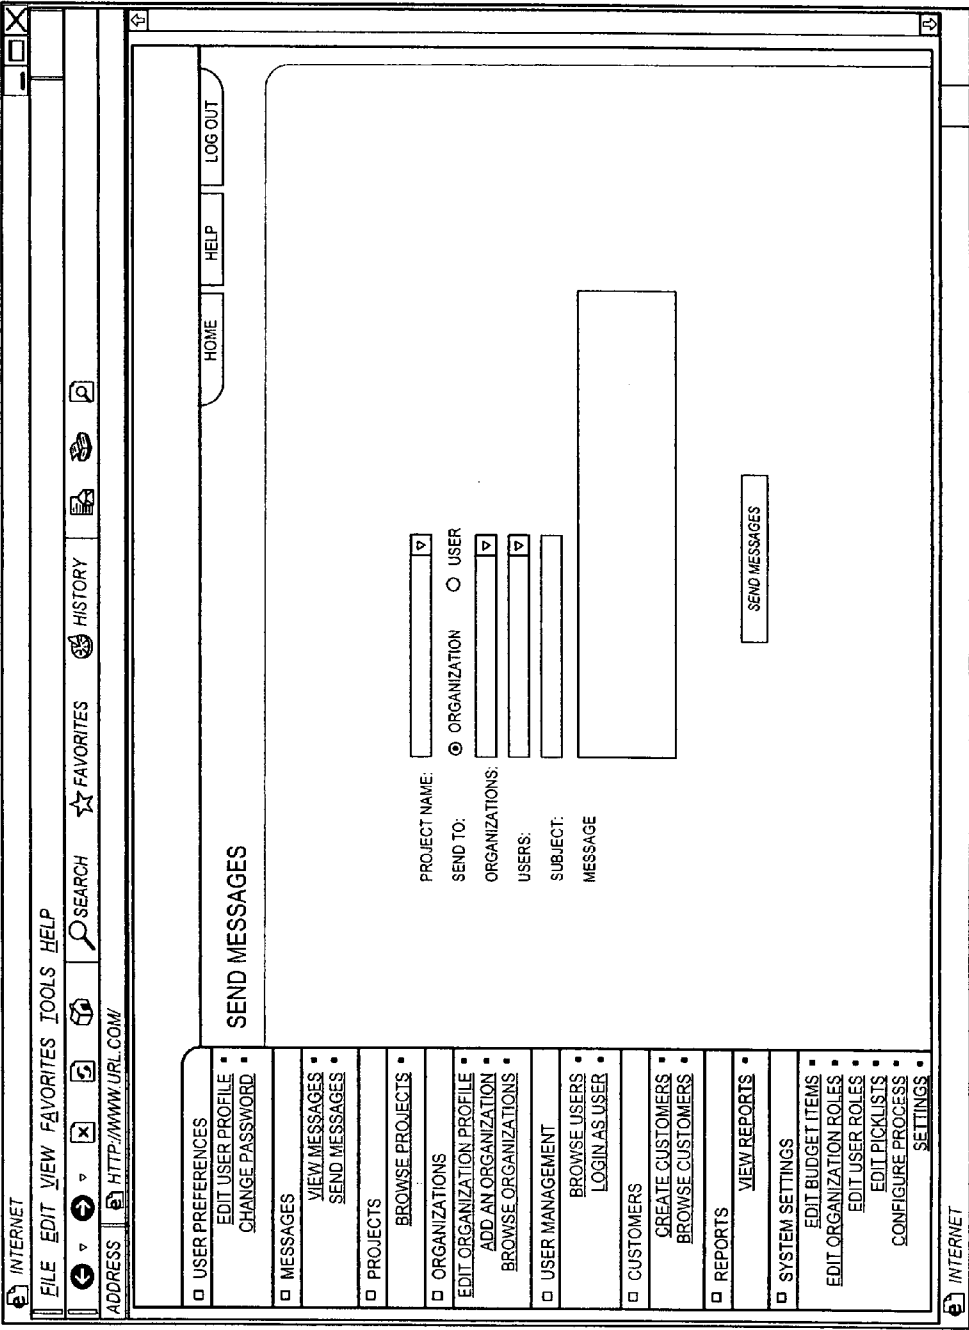 INTERNET
FILE EDIT VIEW FAVORITES TOOLS HELP
SEARCH FAVORITES HISTORY
ADDRESS HTTP://WWW.URL.COM/
HOME HELP LOG OUT
USER PREFERENCES
EDIT USER PROFILE
CHANGE PASSWORD
MESSAGES
VIEW MESSAGES
SEND MESSAGES
PROJECTS
BROWSE PROJECTS
ORGANIZATIONS
EDIT ORGANIZATION PROFILE
ADD AN ORGANIZATION
BROWSE ORGANIZATIONS
USER MANAGEMENT
BROWSE USERS
LOGIN AS USER
CUSTOMERS
CREATE CUSTOMERS
BROWSE CUSTOMERS
REPORTS
VIEW REPORTS
SYSTEM SETTINGS
EDIT BUDGET ITEMS
EDIT ORGANIZATION ROLES
EDIT USER ROLES
EDIT PICKLISTS
CONFIGURE PROCESS
SETTINGS
SEND MESSAGES
PROJECT NAME:
SEND TO: ORGANIZATION USER
ORGANIZATIONS:
USERS:
SUBJECT:
MESSAGE
SEND MESSAGES
INTERNET